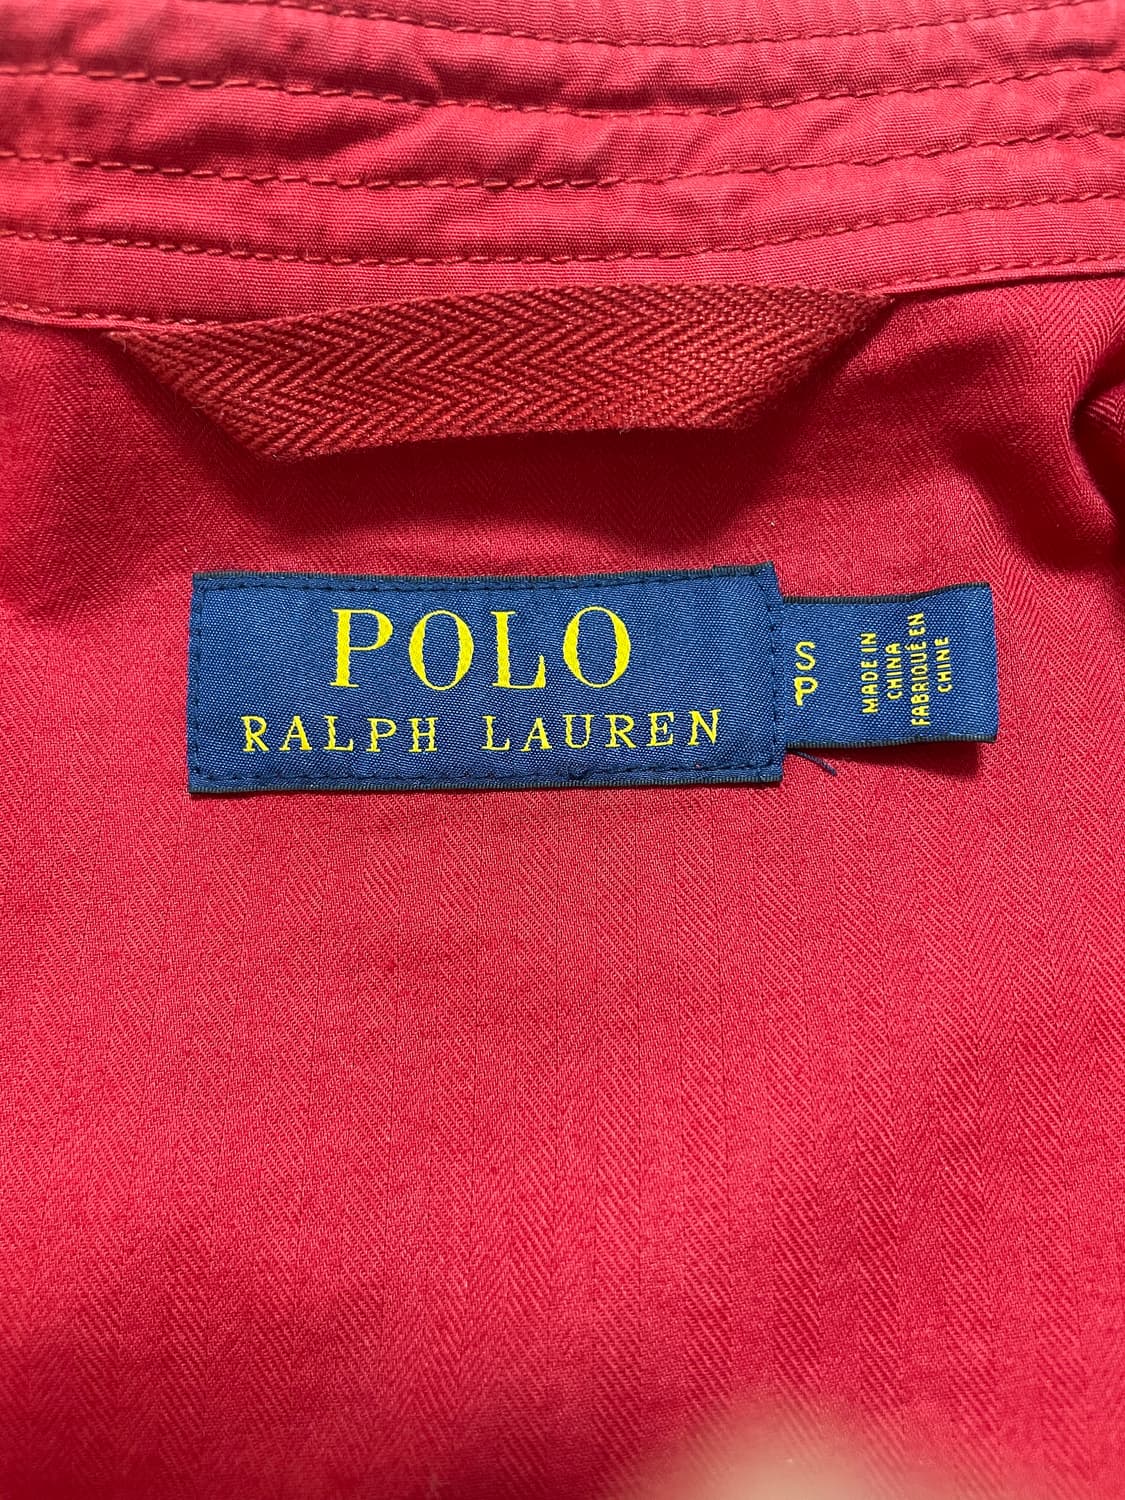 POLO
RALPH LAUREN
S
P
MADE IN
CHINA
FABRIQUÉ EN
CHINE